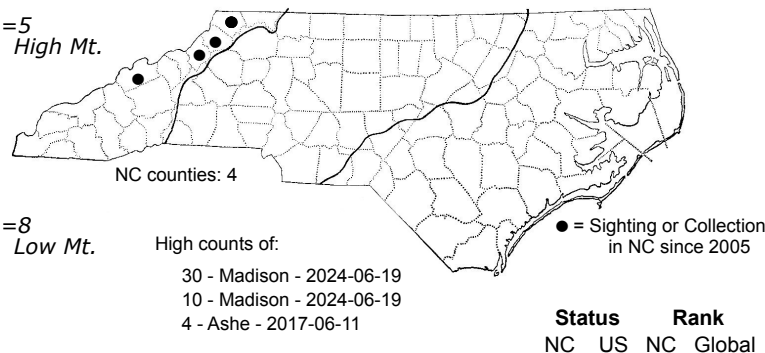 =5
High Mt.
NC counties: 4
=8
Low Mt.
High counts of:
30 - Madison - 2024-06-19
10 - Madison - 2024-06-19
4 - Ashe - 2017-06-11
● = Sighting or Collection
in NC since 2005
Status Rank
NC US NC Global